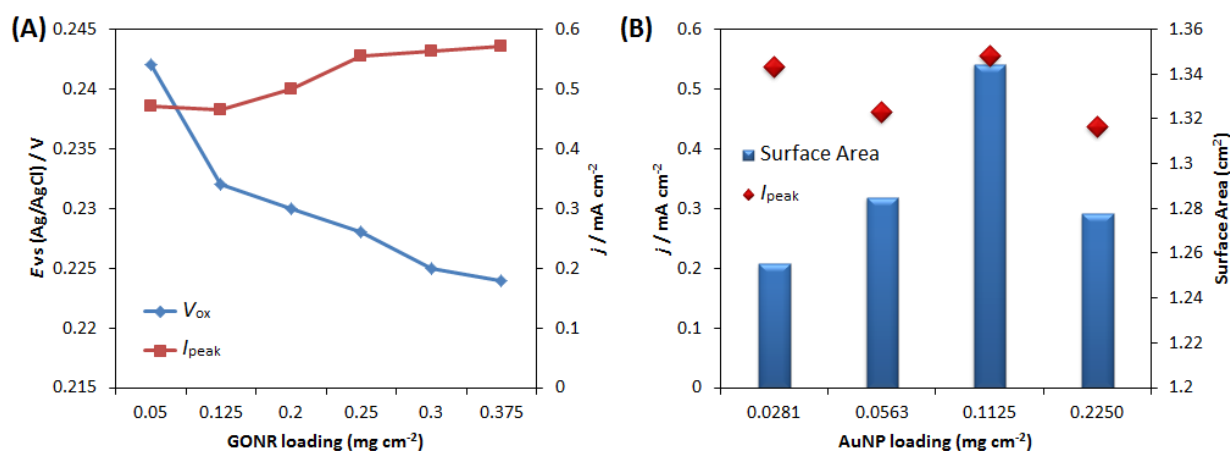 (A)
0.245
0.24
0.235
0.23
0.225
0.22
0.215
E vs (Ag/AgCl) / V
0.6
0.5
0.4
0.3
0.2
0.1
0
j / mA cm-2
Vox
Ipeak
0.05 0.125 0.2 0.25 0.3 0.375
GONR loading (mg cm-2)
(B)
0.6
0.5
0.4
0.3
0.2
0.1
0
j / mA cm-2
Surface Area
Ipeak
1.36
1.34
1.32
1.3
1.28
1.26
1.24
1.22
1.2
Surface Area (cm2)
0.0281 0.0563 0.1125 0.2250
AuNP loading (mg cm-2)